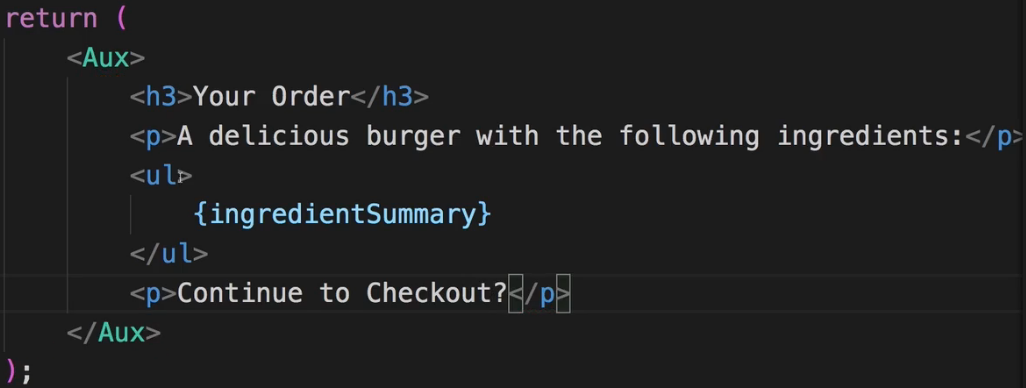 return (
<Aux>
<h3>Your Order</h3>
<p>A delicious burger with the following ingredients:</p>
<ul>
{ingredientSummary}
</ul>
<p>Continue to Checkout?</p>
</Aux>
);